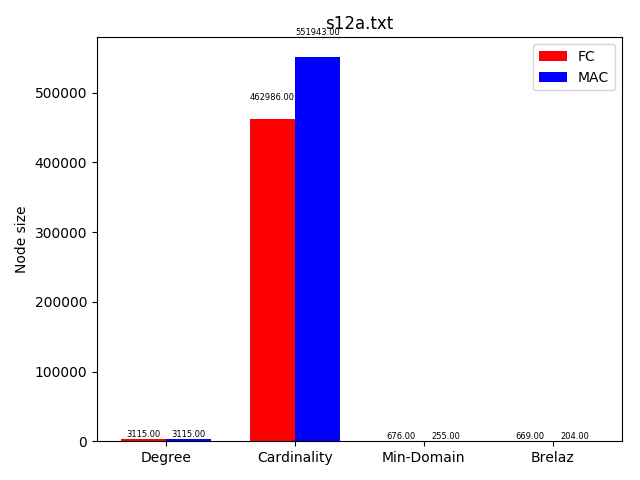 s12a.txt
551943.00
FC
MAC
462986.00
500000
400000
300000
200000
100000
0
Node size
3115.00 3115.00
676.00 255.00
669.00 204.00
Degree Cardinality Min-Domain Brelaz